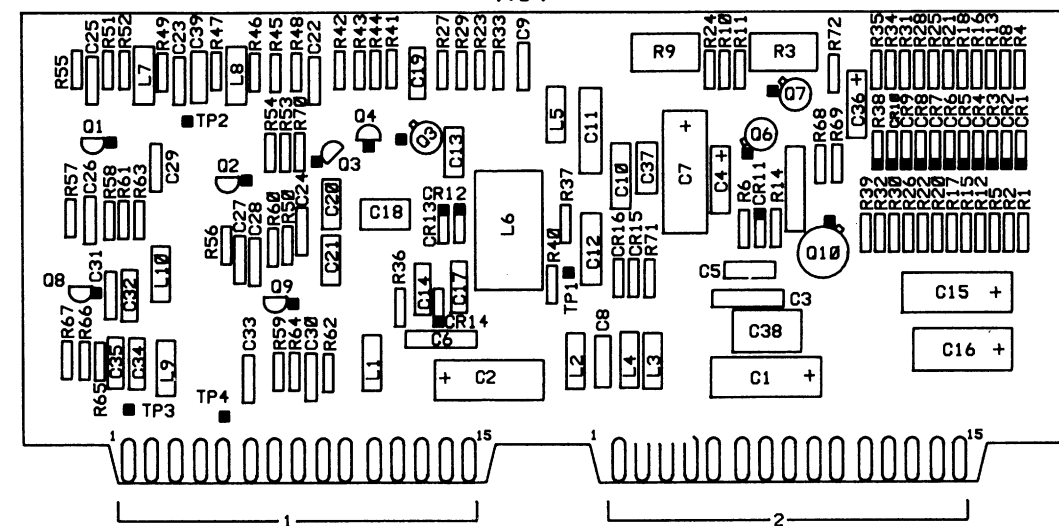 R55 C25 R51 R52 L7 R49 C23 C39 R47 L8 R46 R45 R48 C22 R42 R43 R44 R41 C19 R27 R29 R23 R33 C9
R9 R24 R10 R11 R3 R72 C36 +
R35 R34 R31 R28 R25 R21 R18 R16 R13 R8 R4
Q1 TP2 R54 R53 R70 Q4 Q3 C13 L5 C11 C7 + Q6 Q7 R68 R69
R38 CR10 CR9 CR8 CR7 CR6 CR5 CR4 CR3 CR2 CR1
R57 C26 R58 R61 R63 C29 Q2 Q3 C20 C18 CR13 CR12 L6 R37 C10 C37 C4 + R6 CR11 R14
R39 R32 R30 R26 R22 R20 R17 R15 R12 R5 R2 R1
R56 C27 C28 R60 R50 C24 C21 R40 C12 CR16 CR15 R71 Q10
Q8 C31 C32 L10 Q9 R36 C14 C17 TP1 C5 C3 C15 +
CR14
R67 R66 R65 C35 C34 L9 C33 R59 R64 C30 R62 L1 C6 L2 C8 L4 L3 C38 C16 +
+ C2 C1 +
TP3 TP4
1 15 1 15
1 2